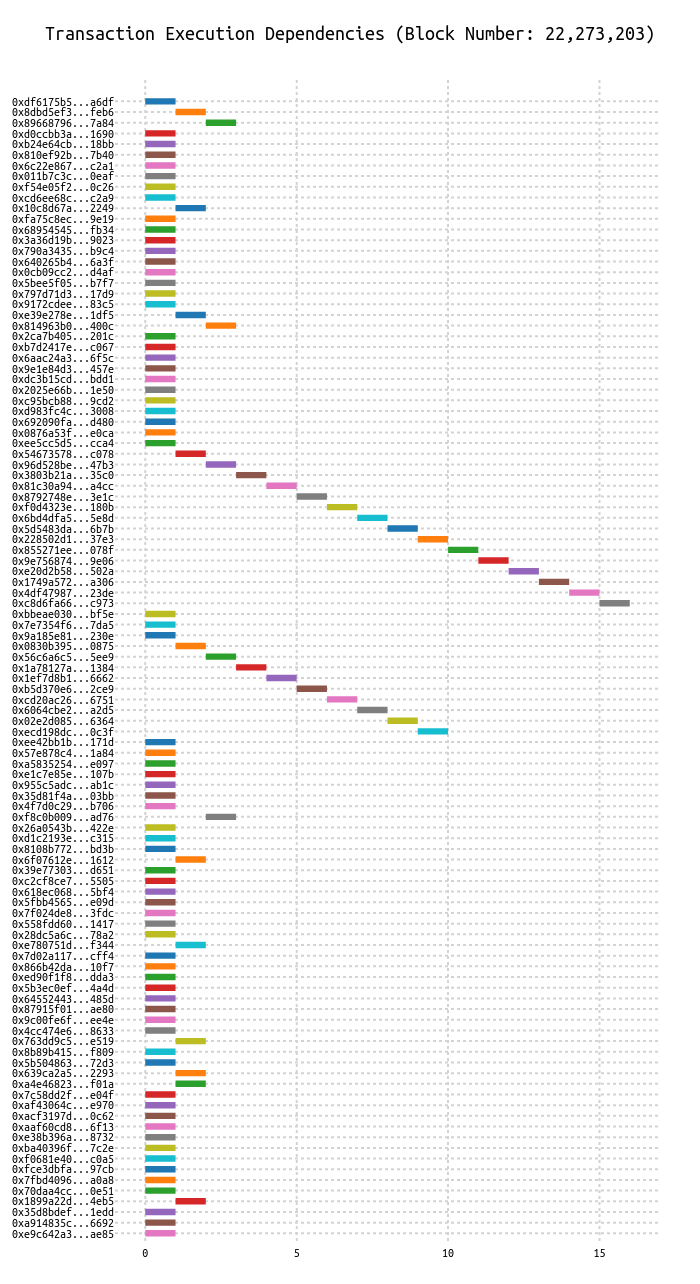 Transaction Execution Dependencies (Block Number: 22,273,203)
0xdf6175b5...a6df
0x8dbd5ef3...feb6
0x89668796...7a84
0xd0ccbb3a...1690
0xb24e64cb...18bb
0x810ef92b...7b40
0x6c22e867...c2a1
0x011b7c3c...0eaf
0xf54e05f2...0c26
0xcd6ee68c...c2a9
0x10c8d67a...2249
0xfa75c8ec...9e19
0x68954545...fb34
0x3a36d19b...9023
0x790a3435...b9c4
0x640265b4...6a3f
0x0cb09cc2...d4af
0x5bee5f05...b7f7
0x797d71d3...17d9
0x9172cdee...83c5
0xe39e278e...1df5
0x814963b0...400c
0x2ca7b405...201c
0xb7d2417e...c067
0x6aac24a3...6f5c
0x9e1e84d3...457e
0xdc3b15cd...bdd1
0x2025e66b...1e50
0xc95bcb88...9cd2
0xd983fc4c...3008
0x692090fa...d480
0x0876a53f...e0ca
0xee5cc5d5...cca4
0x54673578...c078
0x96d528be...47b3
0x3803b21a...35c0
0x81c30a94...a4cc
0x8792748e...3e1c
0xf0d4323e...180b
0x6bd4dfa5...5e8d
0x5d5483da...6b7b
0x228502d1...37e3
0x855271ee...078f
0x9e756874...9e06
0xe20d2b58...502a
0x1749a572...a306
0x4df47987...23de
0xc8d6fa66...c973
0xbbeae030...bf5e
0x7e7354f6...7da5
0x9a185e81...230e
0x0830b395...0875
0x56c6a6c5...5ee9
0x1a78127a...1384
0x1ef7d8b1...6662
0xb5d370e6...2ce9
0xcd20ac26...6751
0x6064cbe2...a2d5
0x02e2d085...6364
0xecd198dc...0c3f
0xee42bb1b...171d
0x57e878c4...1a84
0xa5835254...e097
0xe1c7e85e...107b
0x955c5adc...ab1c
0x35d81f4a...03bb
0x4f7d0c29...b706
0xf8c0b009...ad76
0x26a0543b...422e
0xd1c2193e...c315
0x8108b772...bd3b
0x6f07612e...1612
0x39e77303...d651
0xc2cf8ce7...5505
0x618ec068...5bf4
0x5fbb4565...e09d
0x7f024de8...3fdc
0x558fdd60...1417
0x28dc5a6c...78a2
0xe780751d...f344
0x7d02a117...cff4
0x866b42da...10f7
0xed90f1f8...dda3
0x5b3ec0ef...4a4d
0x64552443...485d
0x87915f01...ae80
0x9c00fe6f...ee4e
0x4cc474e6...8633
0x763dd9c5...e519
0x8b89b415...f809
0x5b504863...72d3
0x639ca2a5...2293
0xa4e46823...f01a
0x7c58dd2f...e04f
0xaf43064c...e970
0xacf3197d...0c62
0xaaf60cd8...6f13
0xe38b396a...8732
0xba40396f...7c2e
0xf0681e40...c0a5
0xfce3dbfa...97cb
0x7fbd4096...a0a8
0x70daa4cc...0e51
0x1899a22d...4eb5
0x35d8bdef...1edd
0xa914835c...6692
0xe9c642a3...ae85
0 5 10 15